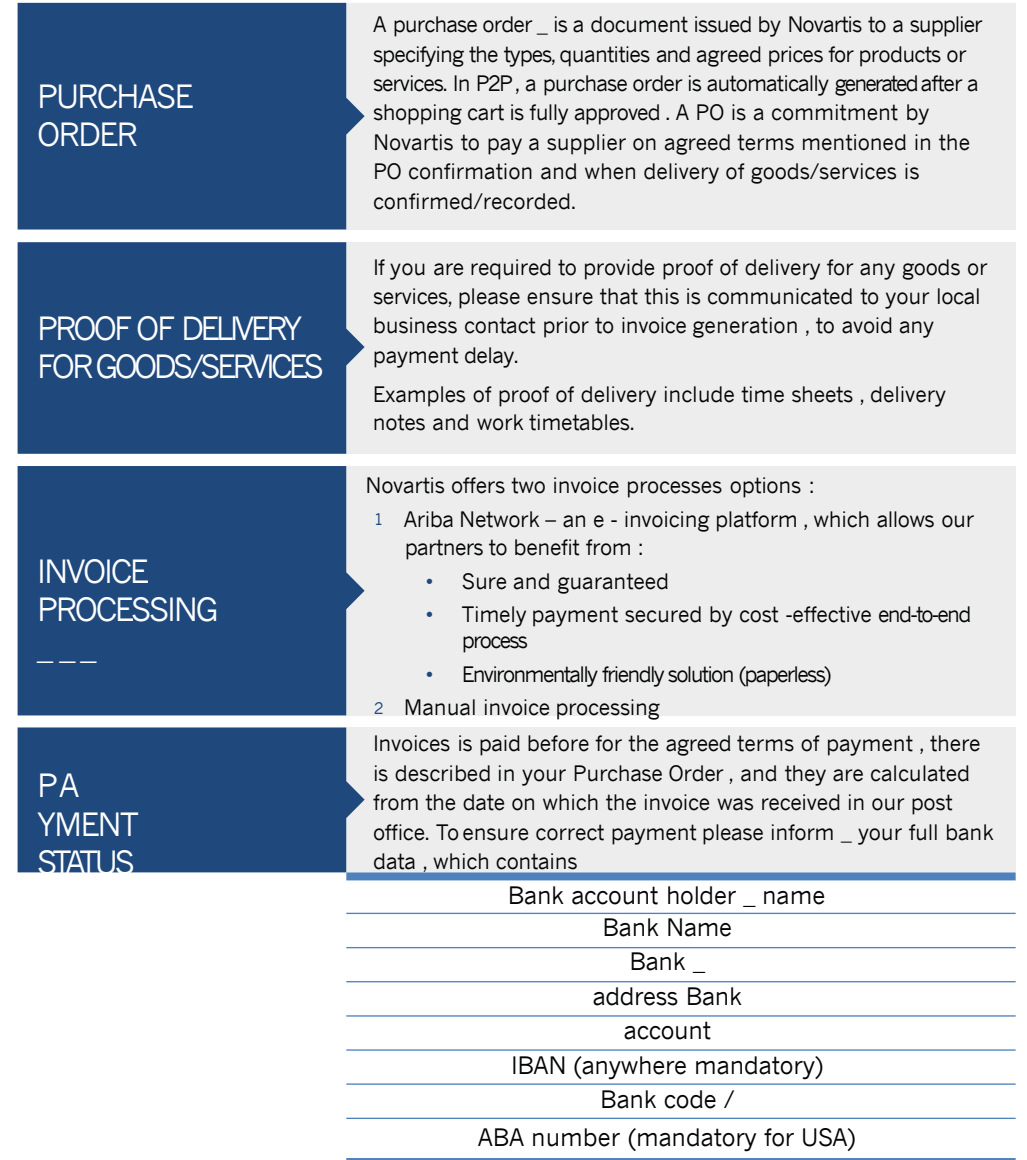 PURCHASE
ORDER
A purchase order _ is a document issued by Novartis to a supplier
specifying the types, quantities and agreed prices for products or
services. In P2P, a purchase order is automatically generated after a
shopping cart is fully approved . A PO is a commitment by
Novartis to pay a supplier on agreed terms mentioned in the
PO confirmation and when delivery of goods/services is
confirmed/recorded.
PROOF OF DELIVERY
FOR GOODS/SERVICES
If you are required to provide proof of delivery for any goods or
services, please ensure that this is communicated to your local
business contact prior to invoice generation , to avoid any
payment delay.
Examples of proof of delivery include time sheets , delivery
notes and work timetables.
INVOICE
PROCESSING
_ _ _
Novartis offers two invoice processes options :
1 Ariba Network – an e - invoicing platform , which allows our
partners to benefit from :
• Sure and guaranteed
• Timely payment secured by cost -effective end-to-end
process
• Environmentally friendly solution (paperless)
2 Manual invoice processing
PA
YMENT
STATUS
Invoices is paid before for the agreed terms of payment , there
is described in your Purchase Order , and they are calculated
from the date on which the invoice was received in our post
office. To ensure correct payment please inform _ your full bank
data , which contains
Bank account holder _ name
Bank Name
Bank _
address Bank
account
IBAN (anywhere mandatory)
Bank code /
ABA number (mandatory for USA)